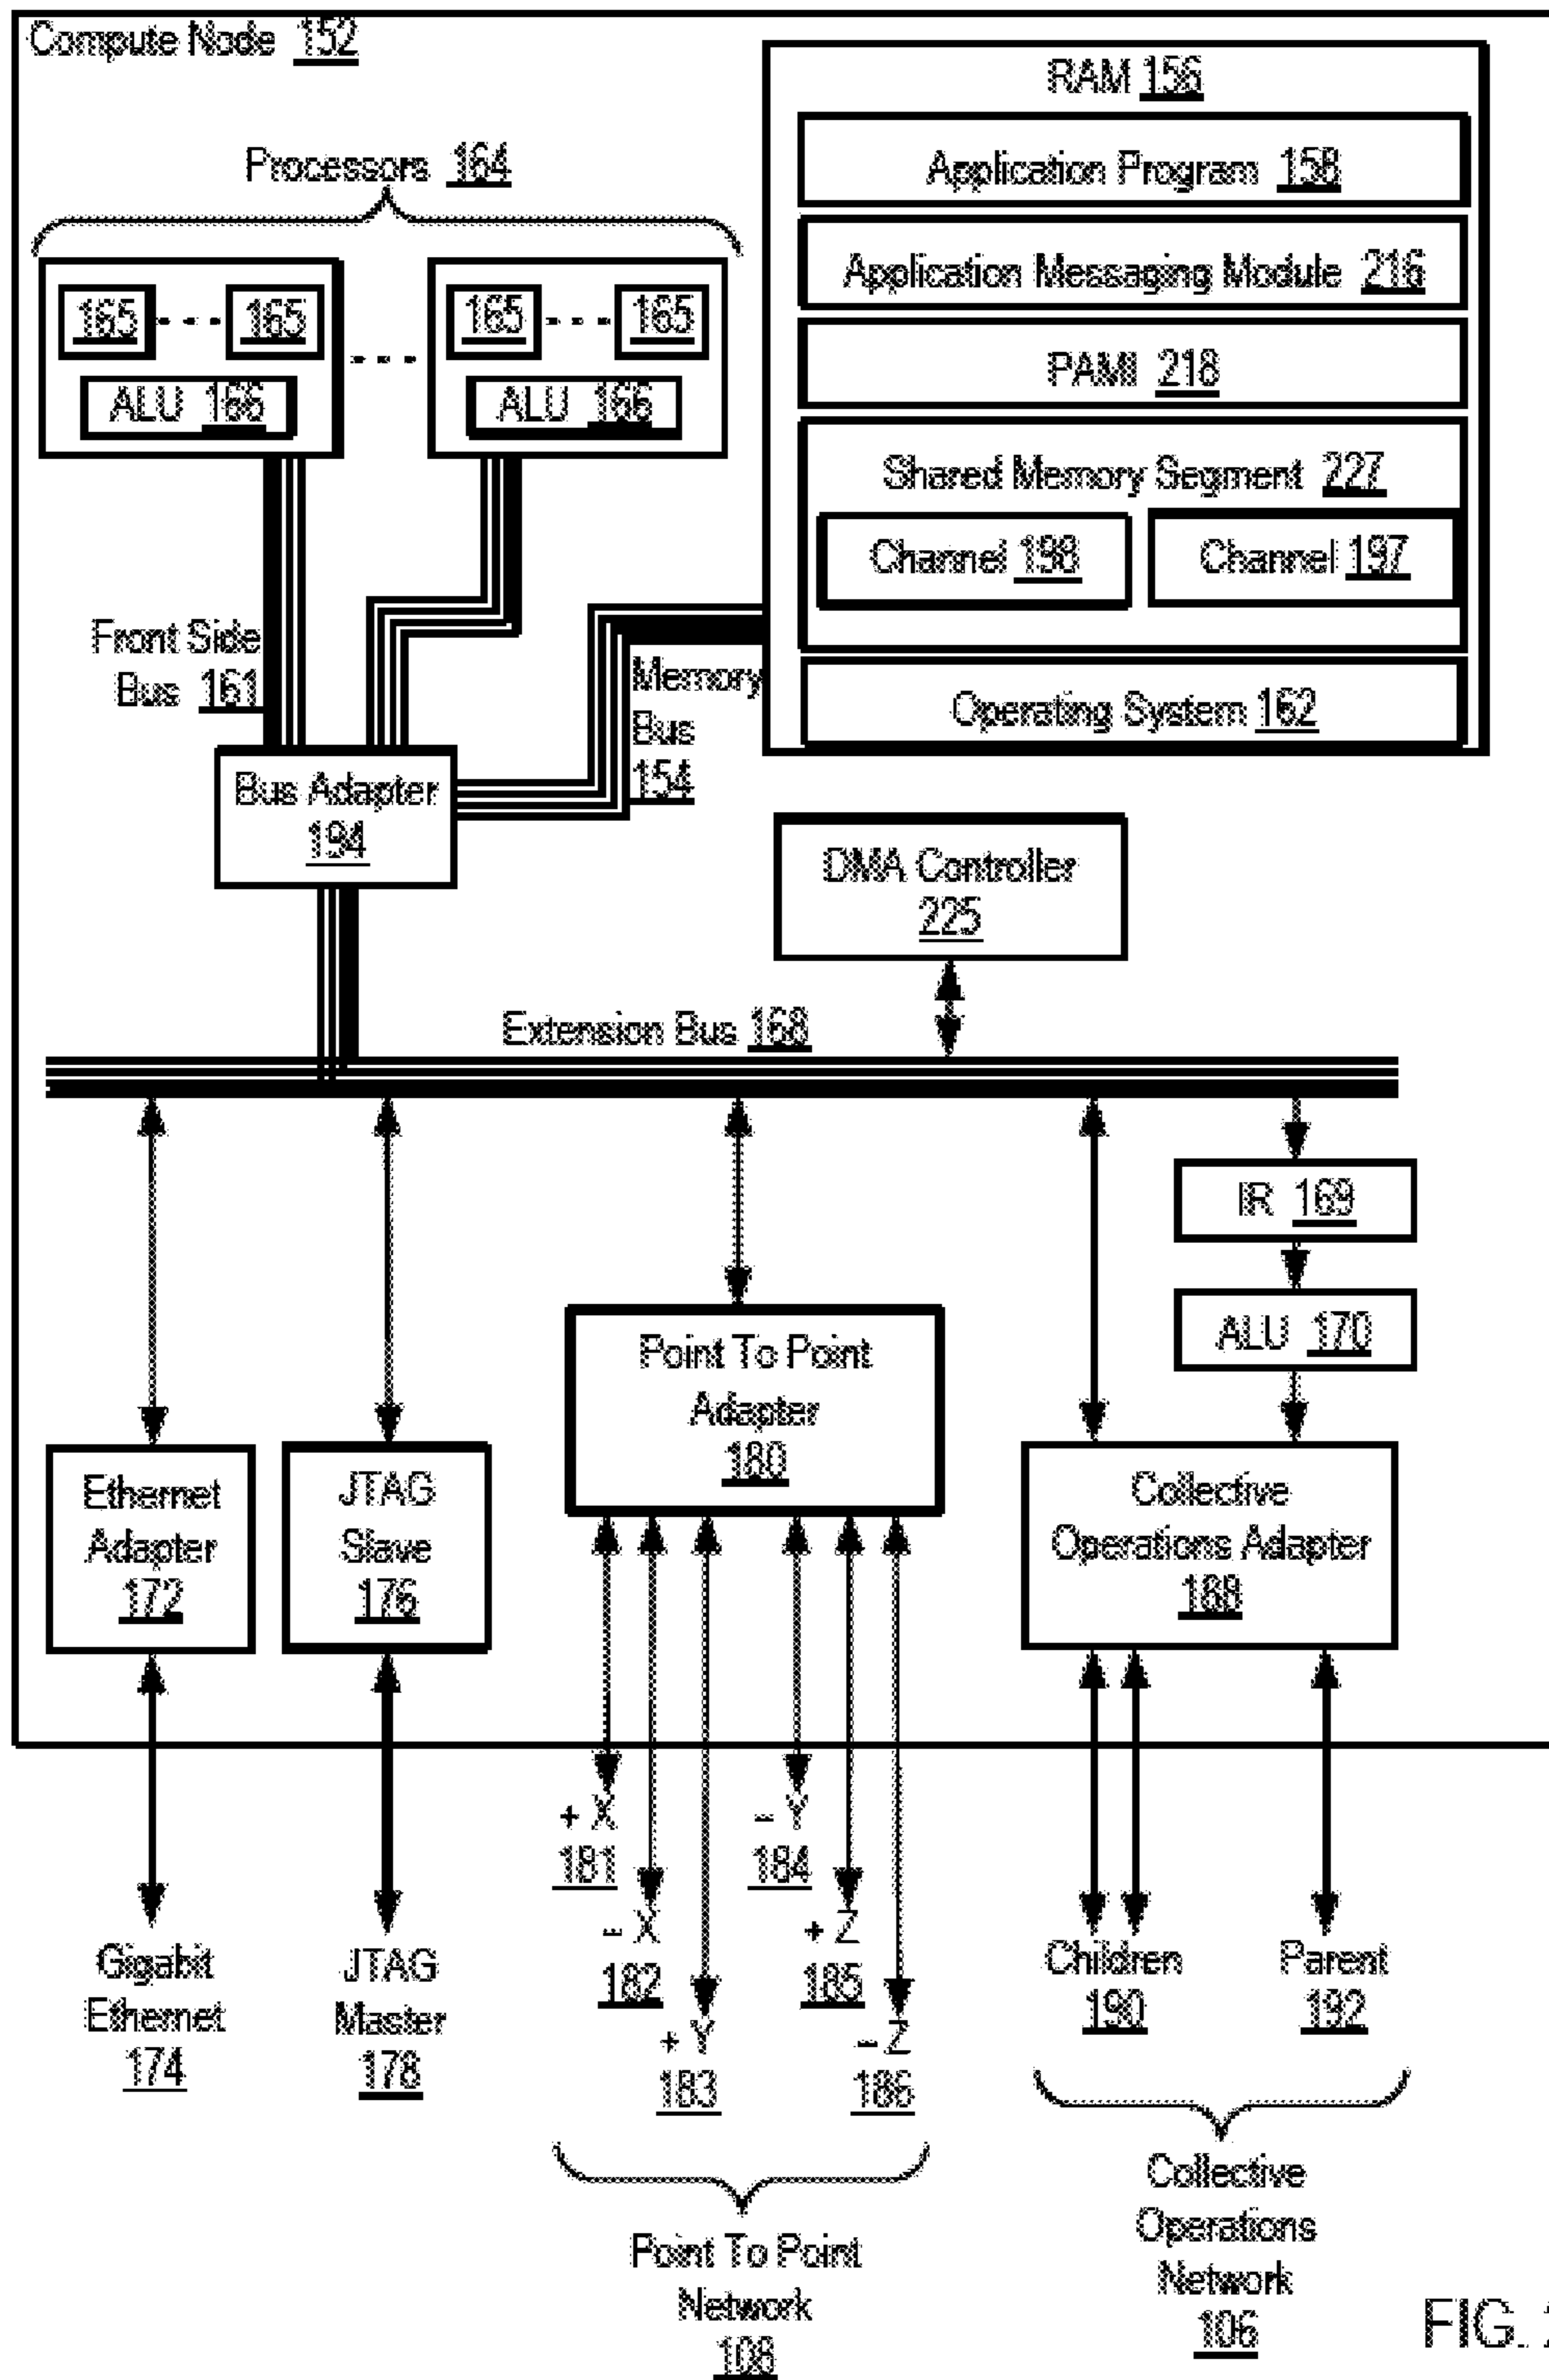 Compute Node 152
RAM 156
Application Program 158
Application Messaging Module 216
PAMI 218
Shared Memory Segment 227
Channel 198
Channel 197
Operating System 162
Processors 164
165
165
ALU 166
165
165
ALU 166
Front Side
Bus 161
Memory
Bus
154
Bus Adapter
194
DMA Controller
225
Extension Bus 168
IR 169
ALU 170
Point To Point
Adapter
180
Ethernet
Adapter
172
JTAG
Slave
176
Collective
Operations Adapter
188
+ X
181
- Y
184
- X
182
+ Z
185
+ Y
183
- Z
186
Gigabit
Ethernet
174
JTAG
Master
178
Children
190
Parent
192
Point To Point
Network
108
Collective
Operations
Network
106
FIG.